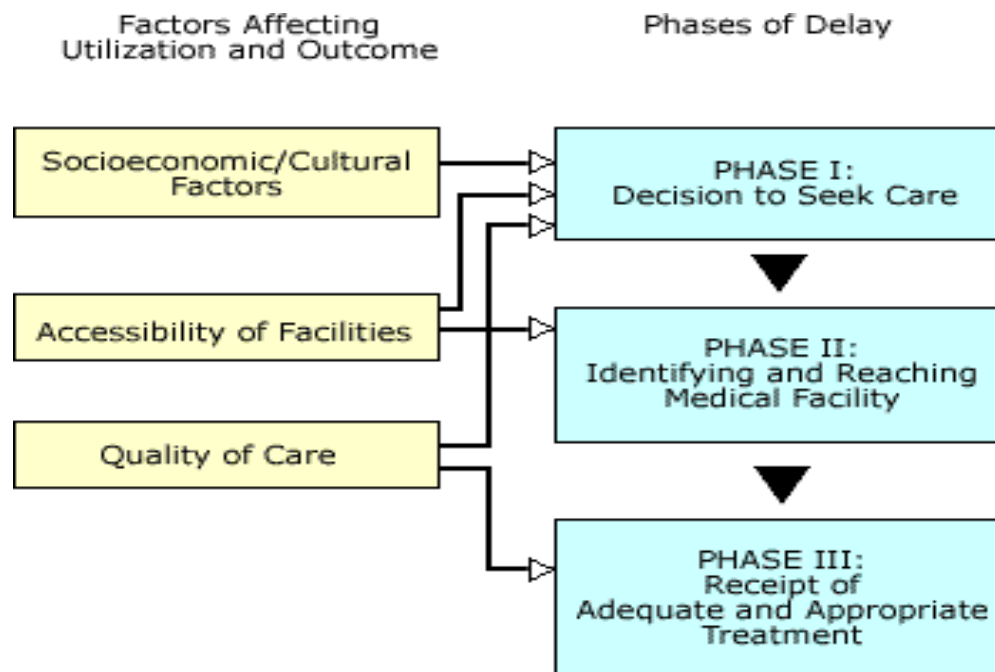 Factors Affecting
Utilization and Outcome
Phases of Delay
Socioeconomic/Cultural
Factors
PHASE I:
Decision to Seek Care
Accessibility of Facilities
PHASE II:
Identifying and Reaching
Medical Facility
Quality of Care
PHASE III:
Receipt of
Adequate and Appropriate
Treatment